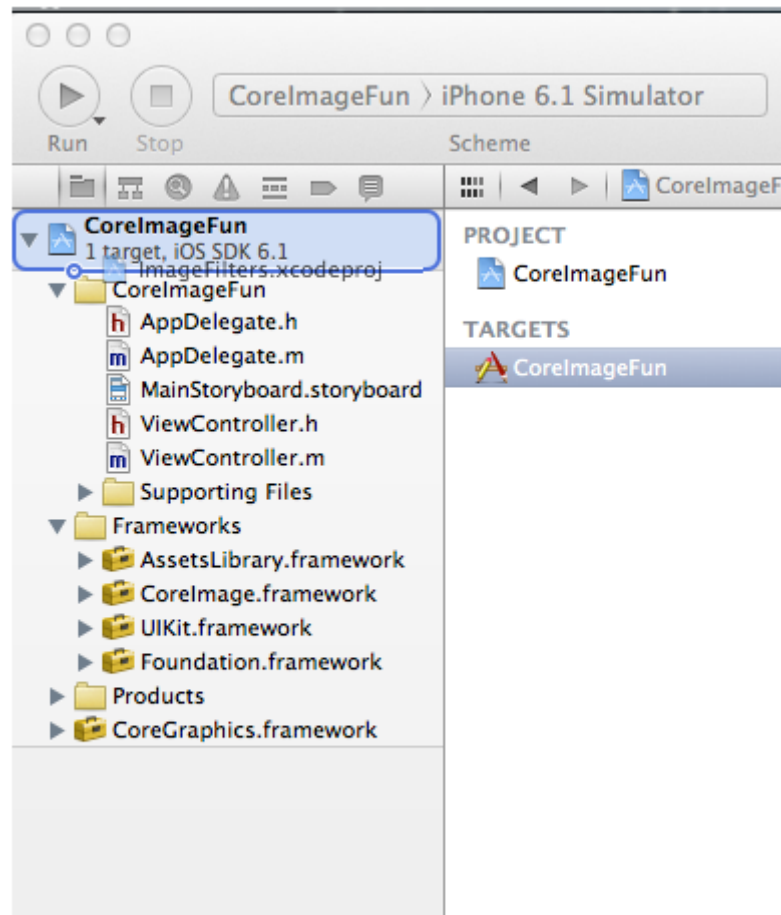 CoreImageFun 〉 iPhone 6.1 Simulator
Run Stop Scheme
CoreImageF
CoreImageFun
1 target, iOS SDK 6.1
ImageFilters.xcodeproj
CoreImageFun
h AppDelegate.h
m AppDelegate.m
MainStoryboard.storyboard
h ViewController.h
m ViewController.m
Supporting Files
Frameworks
AssetsLibrary.framework
CoreImage.framework
UIKit.framework
Foundation.framework
Products
CoreGraphics.framework
PROJECT
CoreImageFun
TARGETS
CoreImageFun